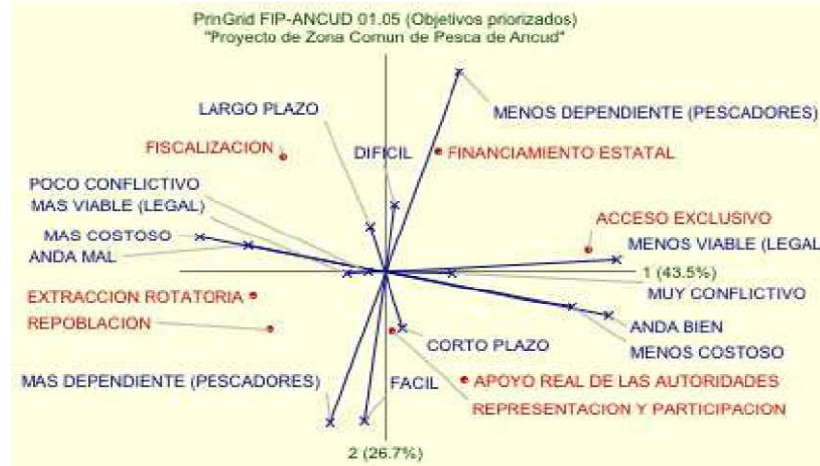 PrinGrid FIP-ANCUD 01.05 (Objetivos priorizados)
"Proyecto de Zona Comun de Pesca de Ancud"
LARGO PLAZO
MENOS DEPENDIENTE (PESCADORES)
FISCALIZACION
DIFICIL
FINANCIAMIENTO ESTATAL
POCO CONFLICTIVO
MAS VIABLE (LEGAL)
ACCESO EXCLUSIVO
MAS COSTOSO
MENOS VIABLE (LEGAL
ANDA MAL
1 (43.5%)
MUY CONFLICTIVO
EXTRACCION ROTATORIA
REPOBLACION
ANDA BIEN
CORTO PLAZO
MENOS COSTOSO
MAS DEPENDIENTE (PESCADORES)
FACIL
APOYO REAL DE LAS AUTORIDADES
REPRESENTACION Y PARTICIPACION
2 (26.7%)